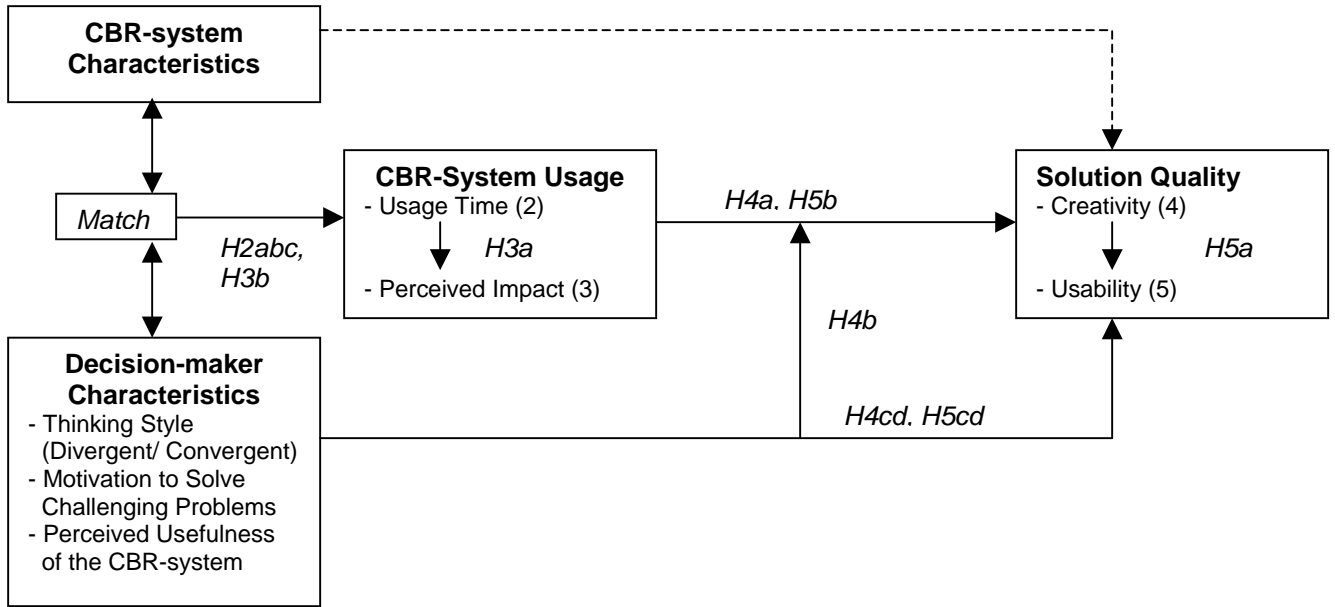 CBR-system
Characteristics
Match
H2abc,
H3b
CBR-System Usage
- Usage Time (2)
H3a
- Perceived Impact (3)
H4a. H5b
H4b
Solution Quality
- Creativity (4)
H5a
- Usability (5)
Decision-maker
Characteristics
- Thinking Style
(Divergent/ Convergent)
- Motivation to Solve
Challenging Problems
- Perceived Usefulness
of the CBR-system
H4cd. H5cd